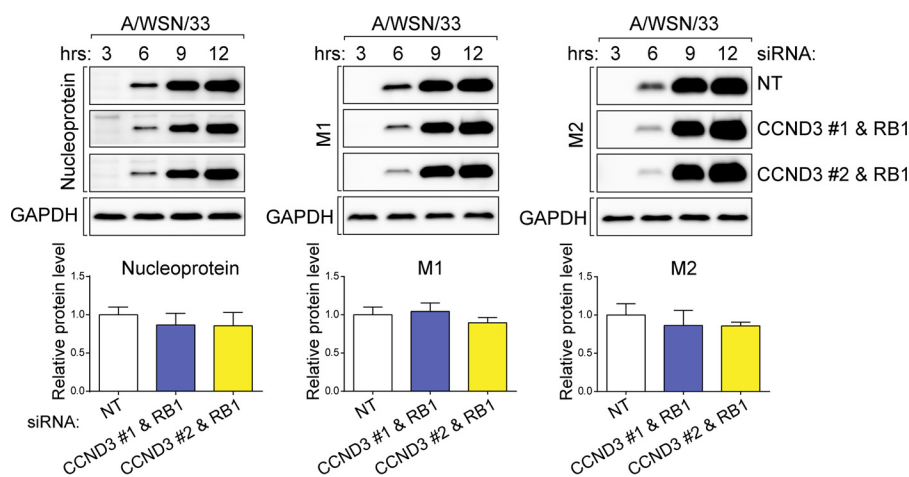 A/WSN/33 A/WSN/33 A/WSN/33
hrs: 3 6 9 12 hrs: 3 6 9 12 hrs: 3 6 9 12 siRNA:
Nucleoprotein M1 M2
NT
CCND3 #1 & RB1
CCND3 #2 & RB1
GAPDH GAPDH GAPDH
Nucleoprotein
Relative protein level
1.5
1.0
0.5
0.0
siRNA:
NT
CCND3 #1 & RB1
CCND3 #2 & RB1
M1
Relative protein level
1.5
1.0
0.5
0.0
NT
CCND3 #1 & RB1
CCND3 #2 & RB1
M2
Relative protein level
1.5
1.0
0.5
0.0
NT
CCND3 #1 & RB1
CCND3 #2 & RB1